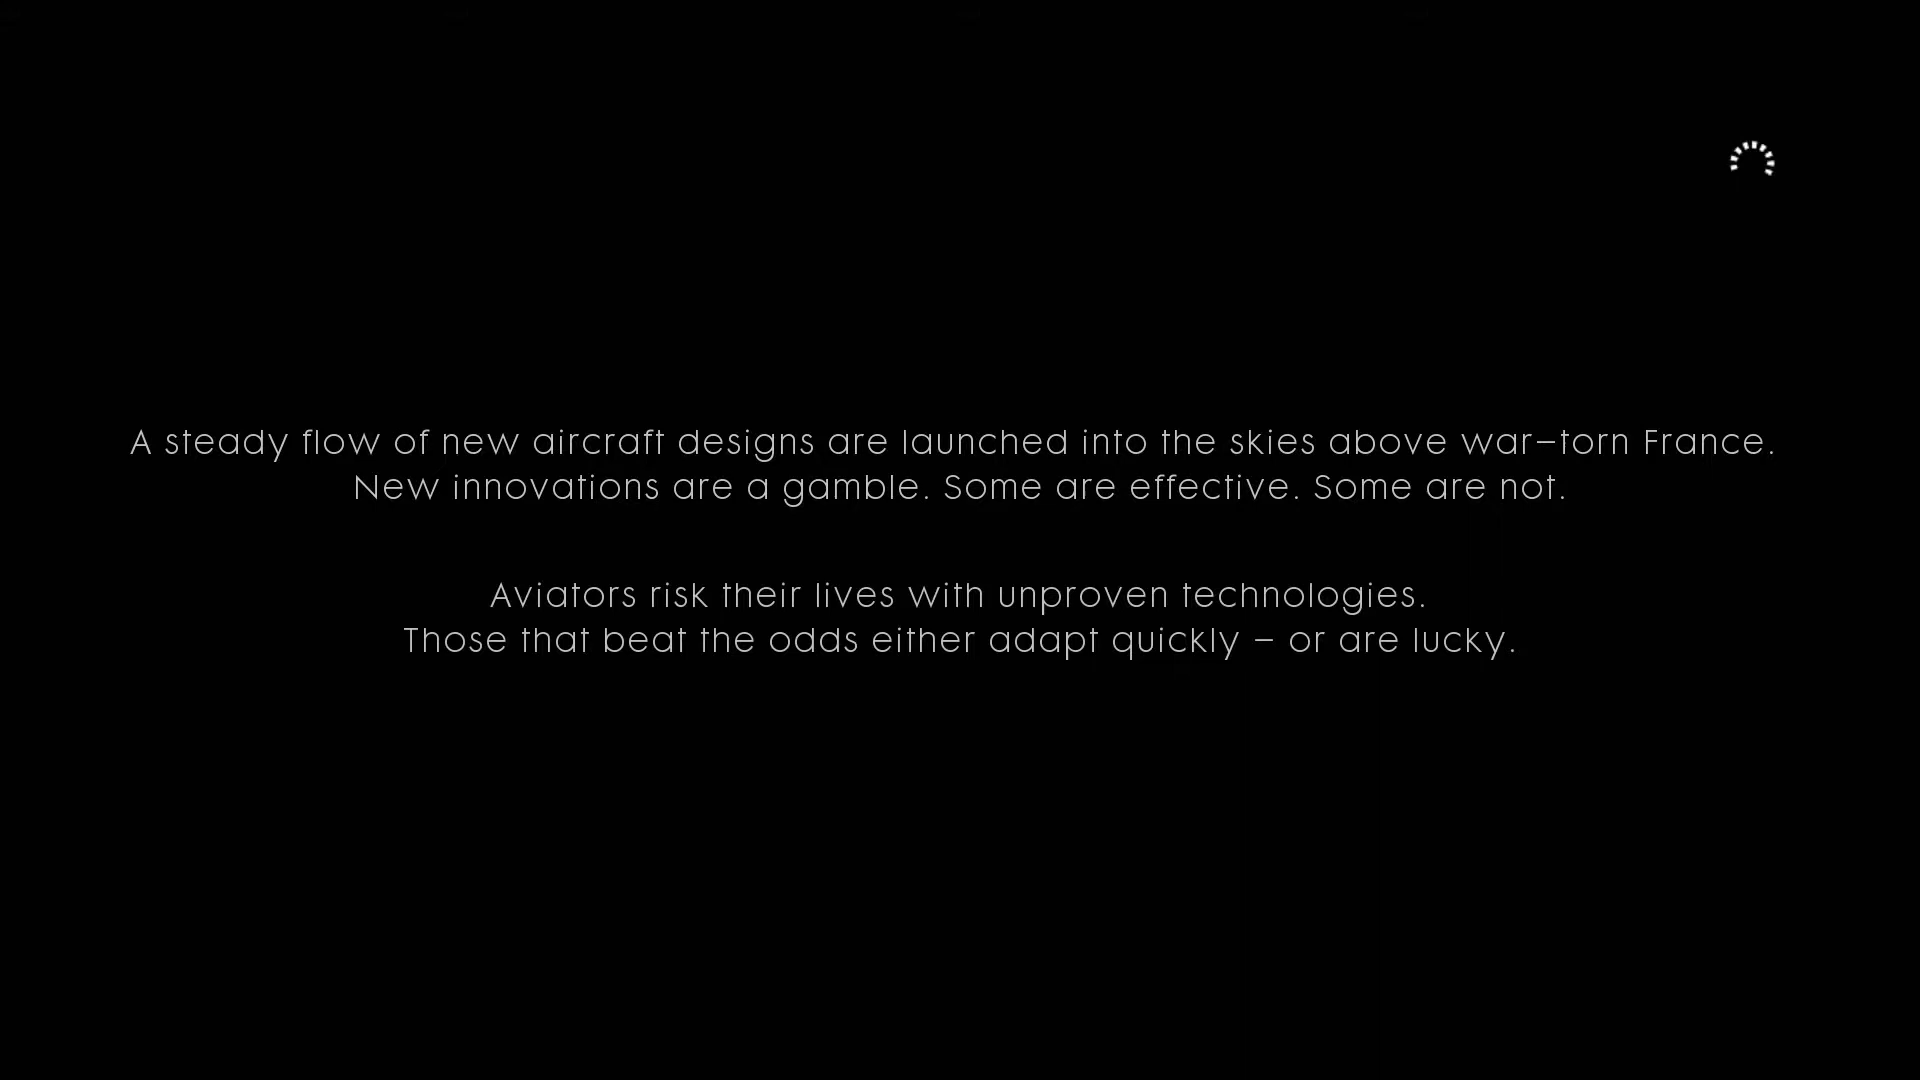 A steady flow of new aircraft designs are launched into the skies above war–torn France.
New innovations are a gamble. Some are effective. Some are not.
Aviators risk their lives with unproven technologies.
Those that beat the odds either adapt quickly – or are lucky.